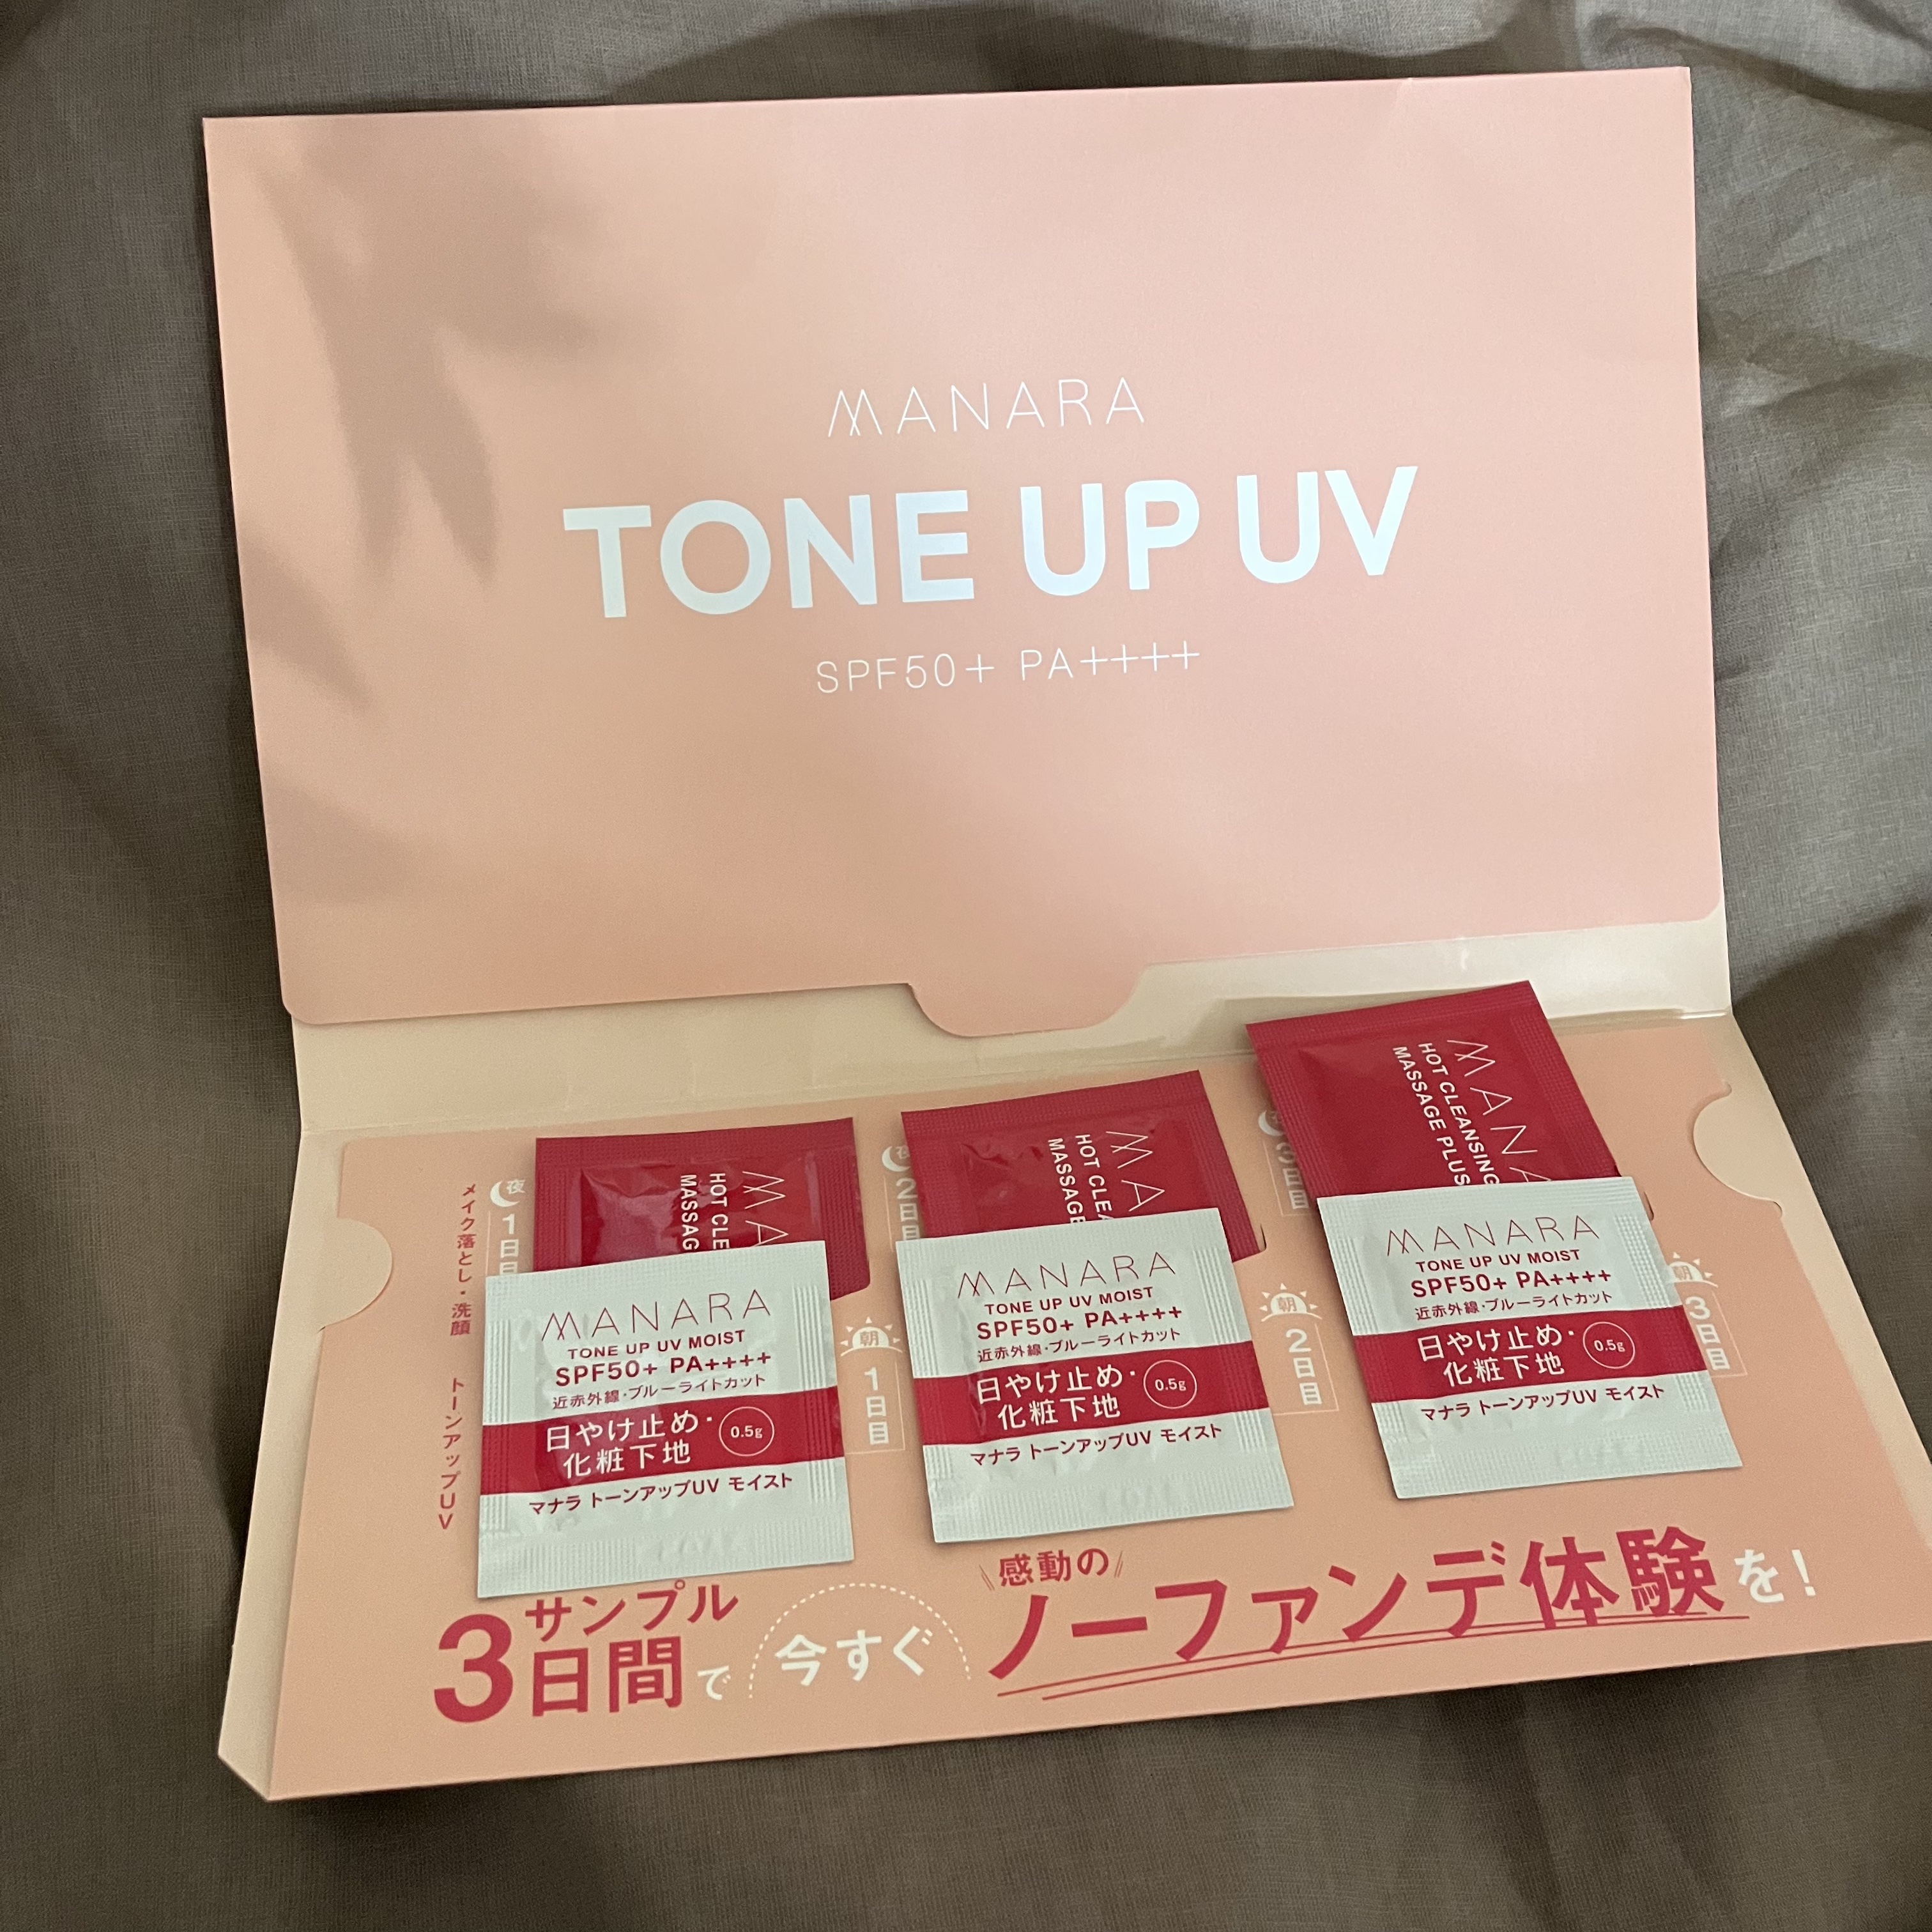 MANARA
TONE UP UV
SPF50+ PA++++
メイク落とし・洗顔
トーンアップUV
夜
1日目
MANA
HOT CLE
MASSAG
MANARA
TONE UP UV MOIST
SPF50+ PA++++
近赤外線・ブルーライトカット
日やけ止め・
化粧下地
0.5g
マナラ トーンアップUV モイスト
朝
1日目
夜
2日目
MANA
HOT CLEA
MASSAGE
MANARA
TONE UP UV MOIST
SPF50+ PA++++
近赤外線・ブルーライトカット
日やけ止め・
化粧下地
0.5g
マナラ トーンアップUV モイスト
朝
2日目
3日目
MANA
HOT CLEANSING
MASSAGE PLUS
MANARA
TONE UP UV MOIST
SPF50+ PA++++
近赤外線・ブルーライトカット
日やけ止め・
化粧下地
0.5g
マナラ トーンアップUV モイスト
朝
3日目
サンプル
3日間で
今すぐ
感動の
ノーファンデ体験を！